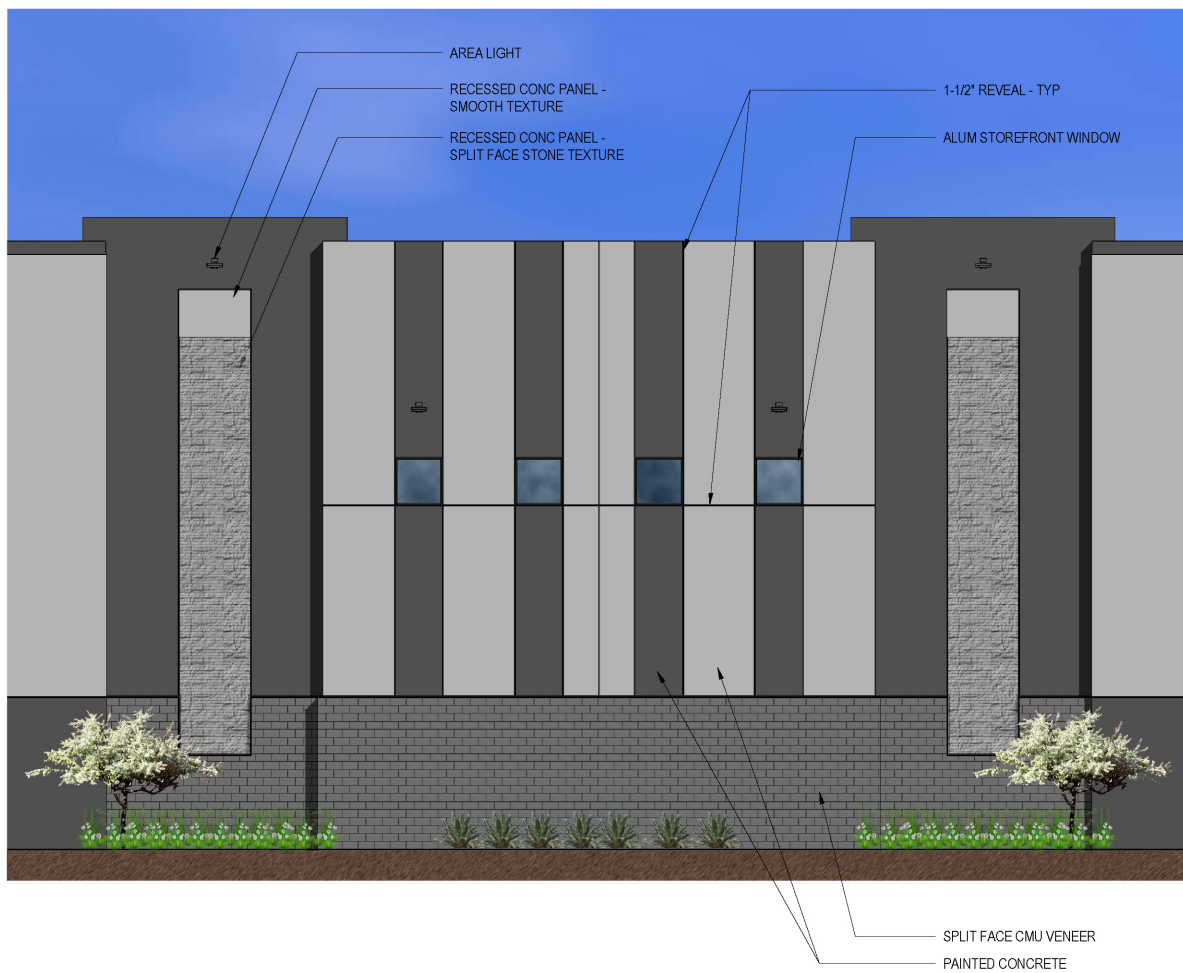 AREA LIGHT
RECESSED CONC PANEL -
SMOOTH TEXTURE
RECESSED CONC PANEL -
SPLIT FACE STONE TEXTURE
1-1/2" REVEAL - TYP
ALUM STOREFRONT WINDOW
SPLIT FACE CMU VENEER
PAINTED CONCRETE